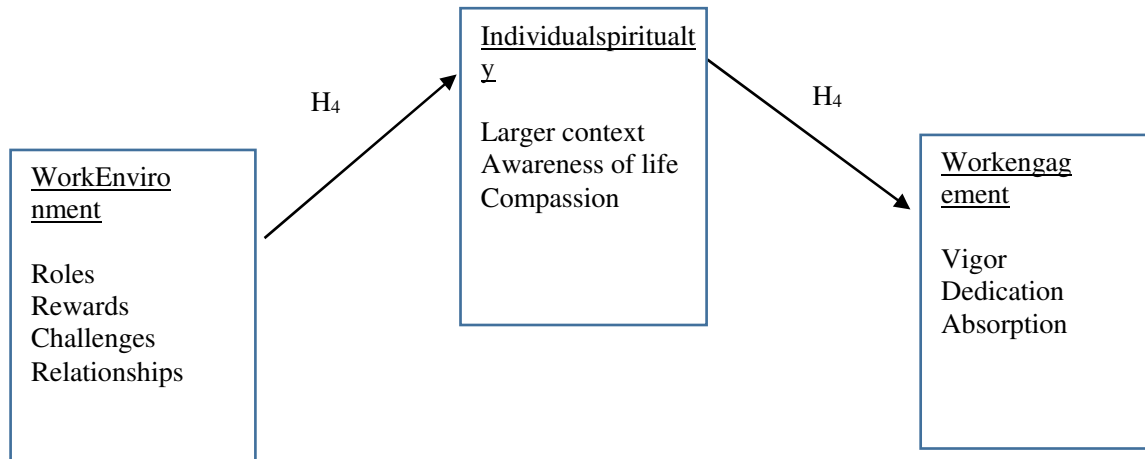 WorkEnviro
nment
Roles
Rewards
Challenges
Relationships
H₄
Individualspiritualt
y
Larger context
Awareness of life
Compassion
H₄
Workengag
ement
Vigor
Dedication
Absorption